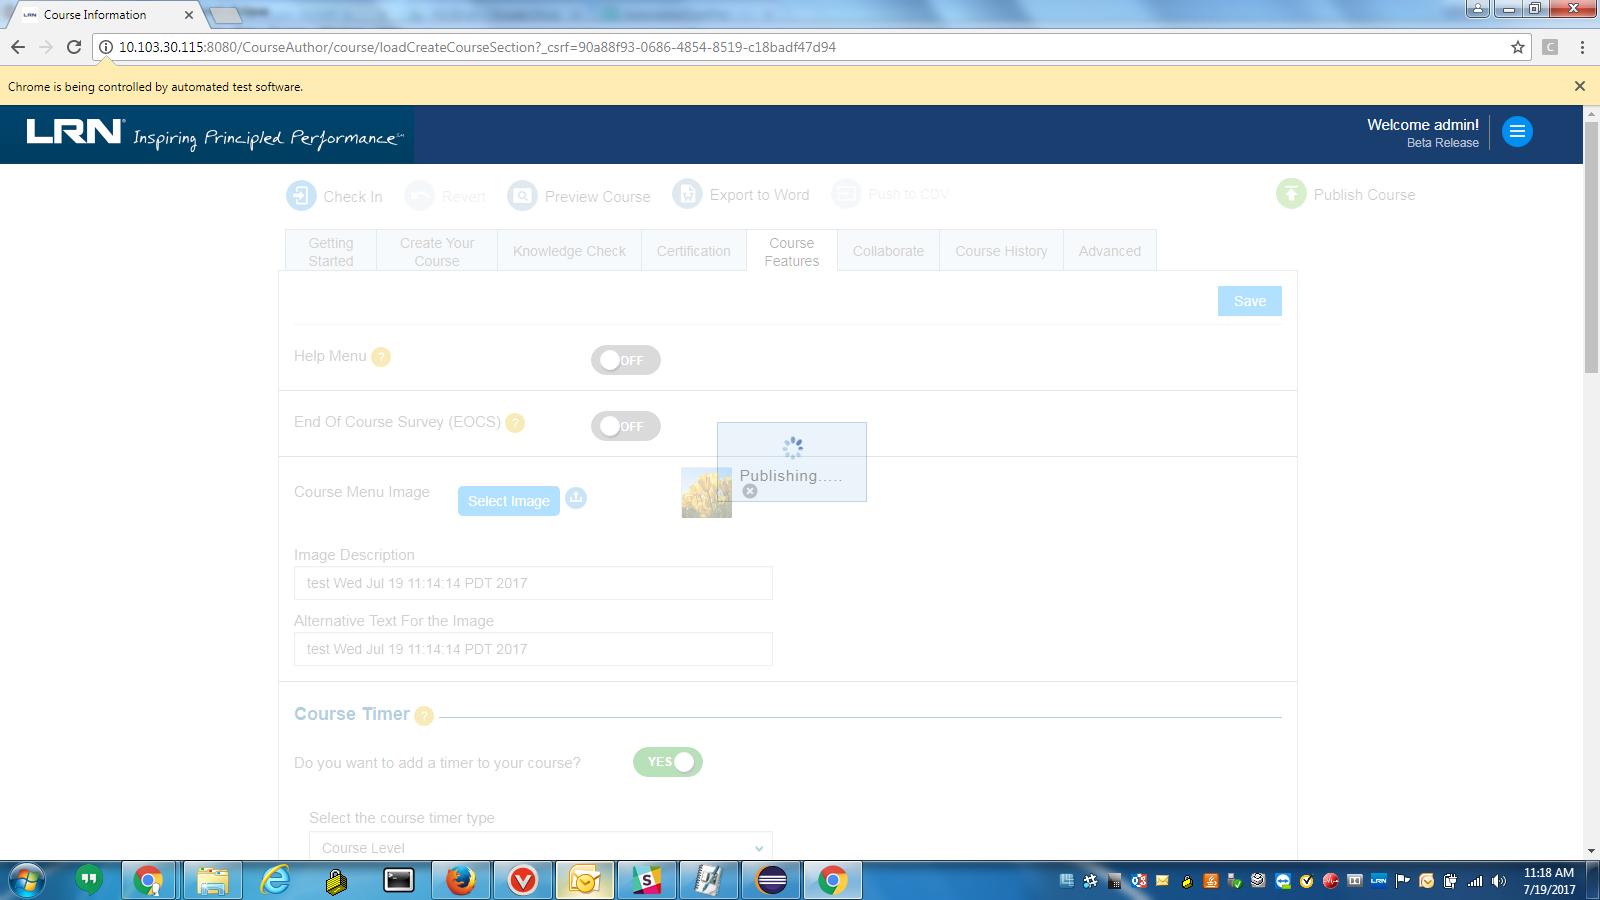 Course Information
10.103.30.115:8080/CourseAuthor/course/loadCreateCourseSection?_csrf=90a88f93-0686-4854-8519-c18badf47d94
Chrome is being controlled by automated test software.
LRN Inspiring Principled Performance
Welcome admin!
Beta Release
Check In Revert Preview Course Export to Word Push to CDV Publish Course
Getting Started
Create Your Course
Knowledge Check
Certification
Course Features
Collaborate
Course History
Advanced
Save
Help Menu ? OFF
End Of Course Survey (EOCS) ? OFF
Publishing.....
Course Menu Image Select Image
Image Description
test Wed Jul 19 11:14:14 PDT 2017
Alternative Text For the Image
test Wed Jul 19 11:14:14 PDT 2017
Course Timer ?
Do you want to add a timer to your course? YES
Select the course timer type
Course Level
11:18 AM
7/19/2017